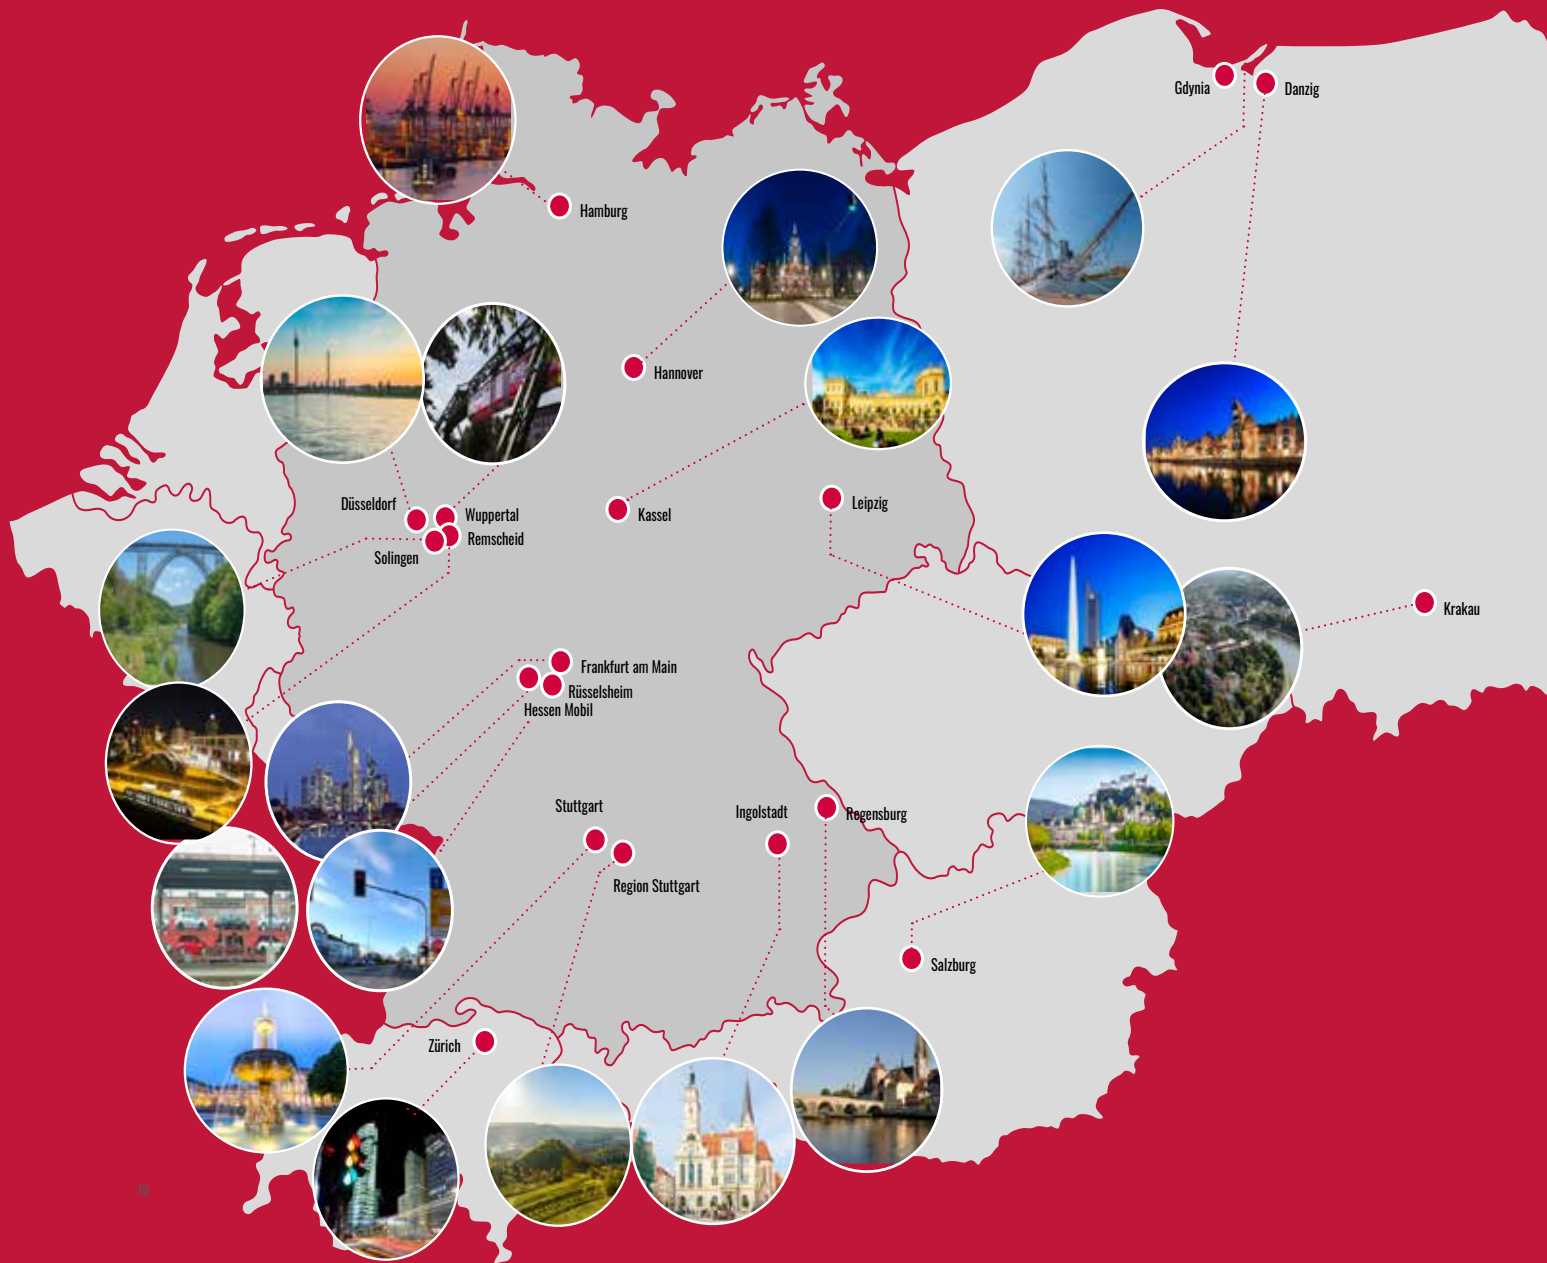 Gdynia
Danzig
Hamburg
Hannover
Düsseldorf
Wuppertal
Remscheid
Solingen
Kassel
Leipzig
Krakau
Frankfurt am Main
Rüsselsheim
Hessen Mobil
Stuttgart
Region Stuttgart
Ingolstadt
Regensburg
Salzburg
Zürich
16